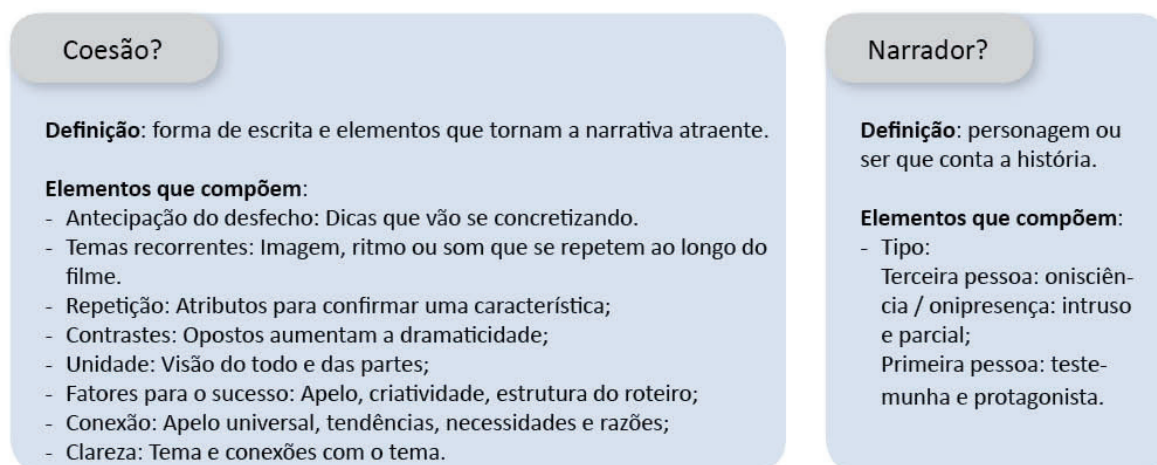 Coesão?
Definição: forma de escrita e elementos que tornam a narrativa atraente.
Elementos que compõem:
- Antecipação do desfecho: Dicas que vão se concretizando.
- Temas recorrentes: Imagem, ritmo ou som que se repetem ao longo do
filme.
- Repetição: Atributos para confirmar uma característica;
- Contrastes: Opostos aumentam a dramaticidade;
- Unidade: Visão do todo e das partes;
- Fatores para o sucesso: Apelo, criatividade, estrutura do roteiro;
- Conexão: Apelo universal, tendências, necessidades e razões;
- Clareza: Tema e conexões com o tema.
Narrador?
Definição: personagem ou
ser que conta a história.
Elementos que compõem:
- Tipo:
Terceira pessoa: onisciên-
cia / onipresença: intruso
e parcial;
Primeira pessoa: teste-
munha e protagonista.